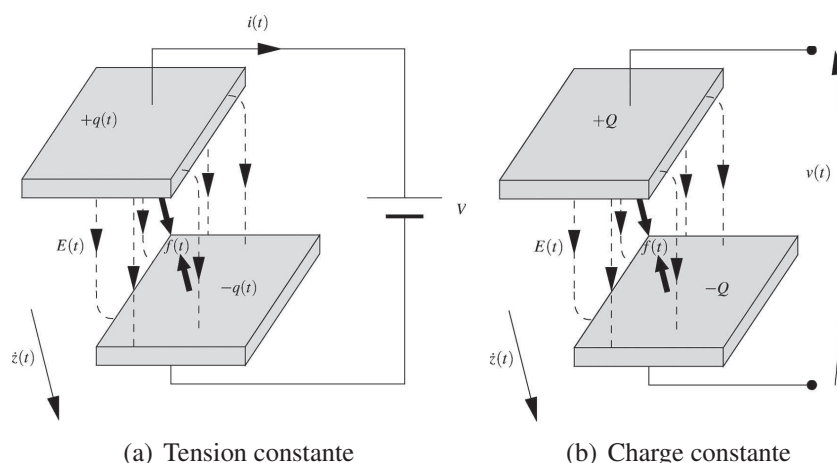 i(t)
+q(t)
E(t)
f(t)
−q(t)
ż(t)
V
(a) Tension constante
+Q
E(t)
f(t)
−Q
ż(t)
v(t)
(b) Charge constante